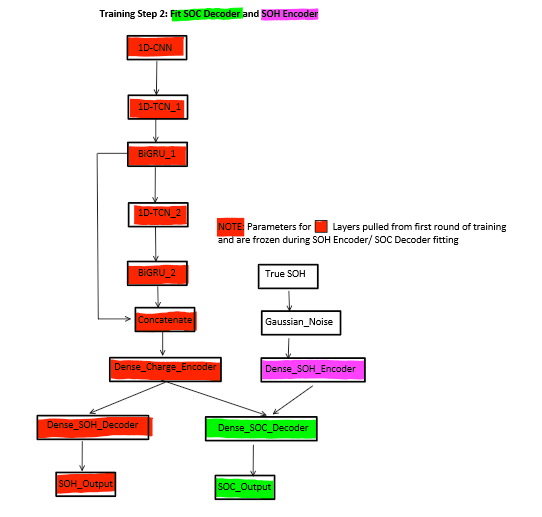 Training Step 2: Fit SOC Decoder and SOH Encoder
1D-CNN
1D-TCN_1
BiGRU_1
1D-TCN_2
NOTE: Parameters for Layers pulled from first round of training
and are frozen during SOH Encoder/ SOC Decoder fitting
BiGRU_2
True SOH
Concatenate
Gaussian_Noise
Dense_Charge_Encoder
Dense_SOH_Encoder
Dense_SOH_Decoder
Dense_SOC_Decoder
SOH_Output
SOC_Output